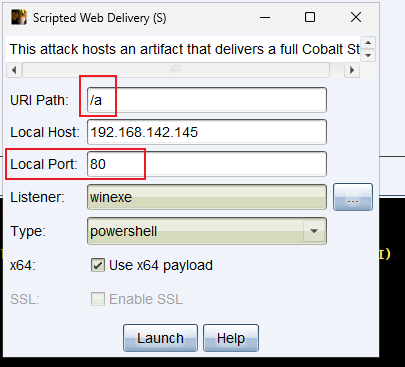 Scripted Web Delivery (S)
This attack hosts an artifact that delivers a full Cobalt St
URI Path: /a
Local Host: 192.168.142.145
Local Port: 80
Listener: winexe ...
Type: powershell
x64: Use x64 payload
I)
SSL: Enable SSL
Launch Help